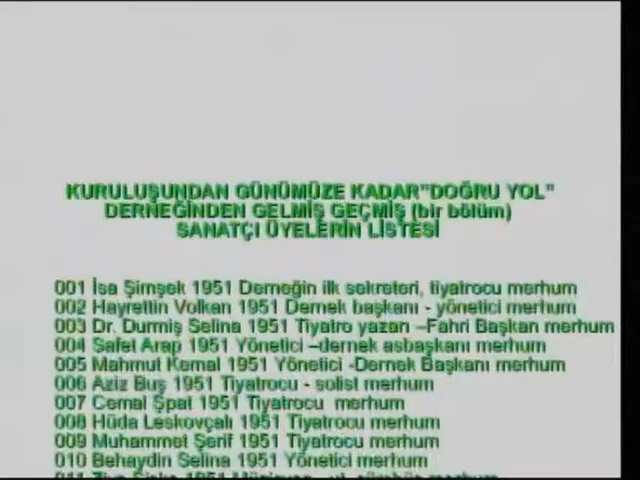 KURULUŞUNDAN GÜNÜMÜZE KADAR"DOĞRU YOL"
DERNEĞİNDEN GELMİŞ GEÇMİŞ (bir bölüm)
SANATÇI ÜYELERİN LİSTESİ
001 İsa Şimşek 1951 Derneğin ilk sekreteri, tiyatrocu merhum
002 Hayrettin Volkan 1951 Dernek başkanı - yönetici merhum
003 Dr. Durmiş Selina 1951 Tiyatro yazarı –Fahri Başkan merhum
004 Safet Arap 1951 Yönetici –dernek asbaşkanı merhum
005 Mahmut Kemal 1951 Yönetici -Dernek Başkanı merhum
006 Aziz Buş 1951 Tiyatrocu - solist merhum
007 Cemal Şpat 1951 Tiyatrocu merhum
008 Hüda Leskovçalı 1951 Tiyatrocu merhum
009 Muhammet Şerif 1951 Tiyatrocu merhum
010 Behaydin Selina 1951 Yönetici merhum